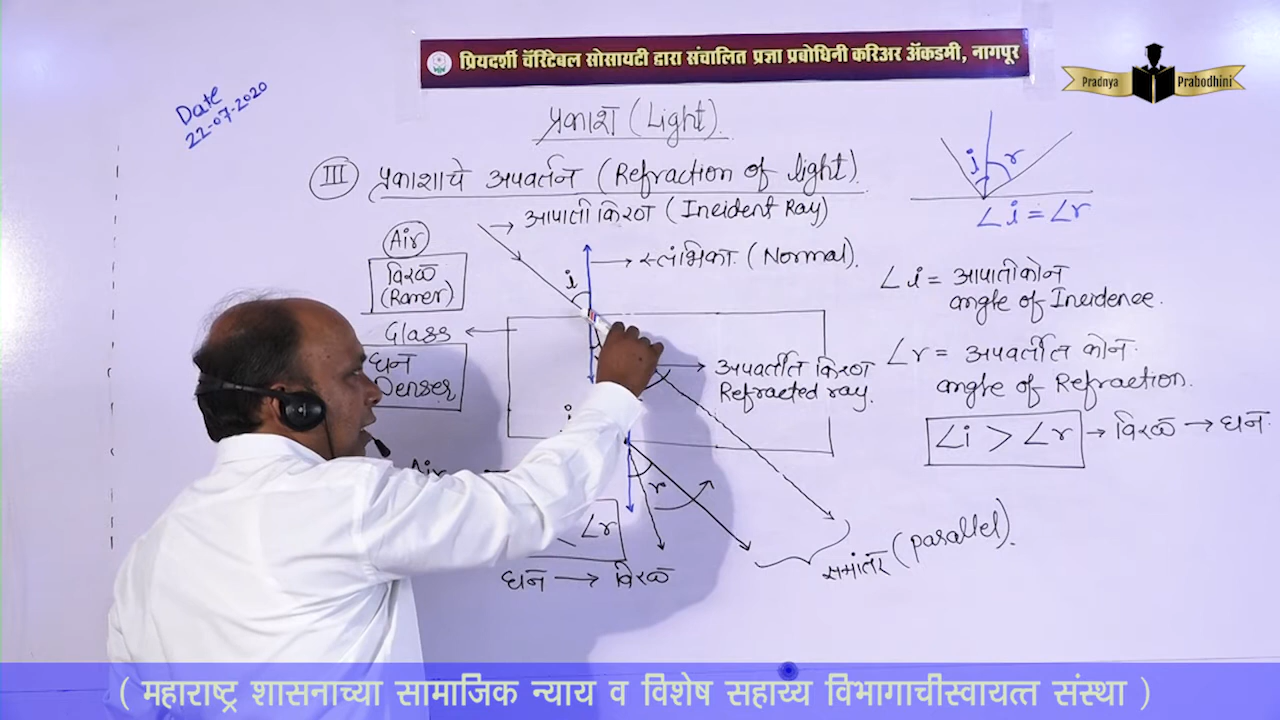 प्रियदर्शी चॅरिटेबल सोसायटी द्वारा संचालित प्रज्ञा प्रबोधिनी करिअर ॲकडमी, नागपूर
Pradnya Prabodhini
Date
22-07-2020
प्रकाश (Light).
III प्रकाशाचे अपवर्तन (Refraction of light).
i r
∠i = ∠r
आपाती किरण (Incident Ray)
Air
विरळ
(Rarer)
स्तंभिका. (Normal).
i
∠i = आपाती कोन
angle of Incidence.
Glass
घन
Denser
अपवर्तीत किरण
Refracted ray.
∠r = अपवर्तीत कोन.
angle of Refraction.
∠i > ∠r → विरळ → घन.
i
Air
r
∠r
घन → विरळ
समांतर (parallel).
( महाराष्ट्र शासनाच्या सामाजिक न्याय व विशेष सहाय्य विभागाचीस्वायत्त संस्था )